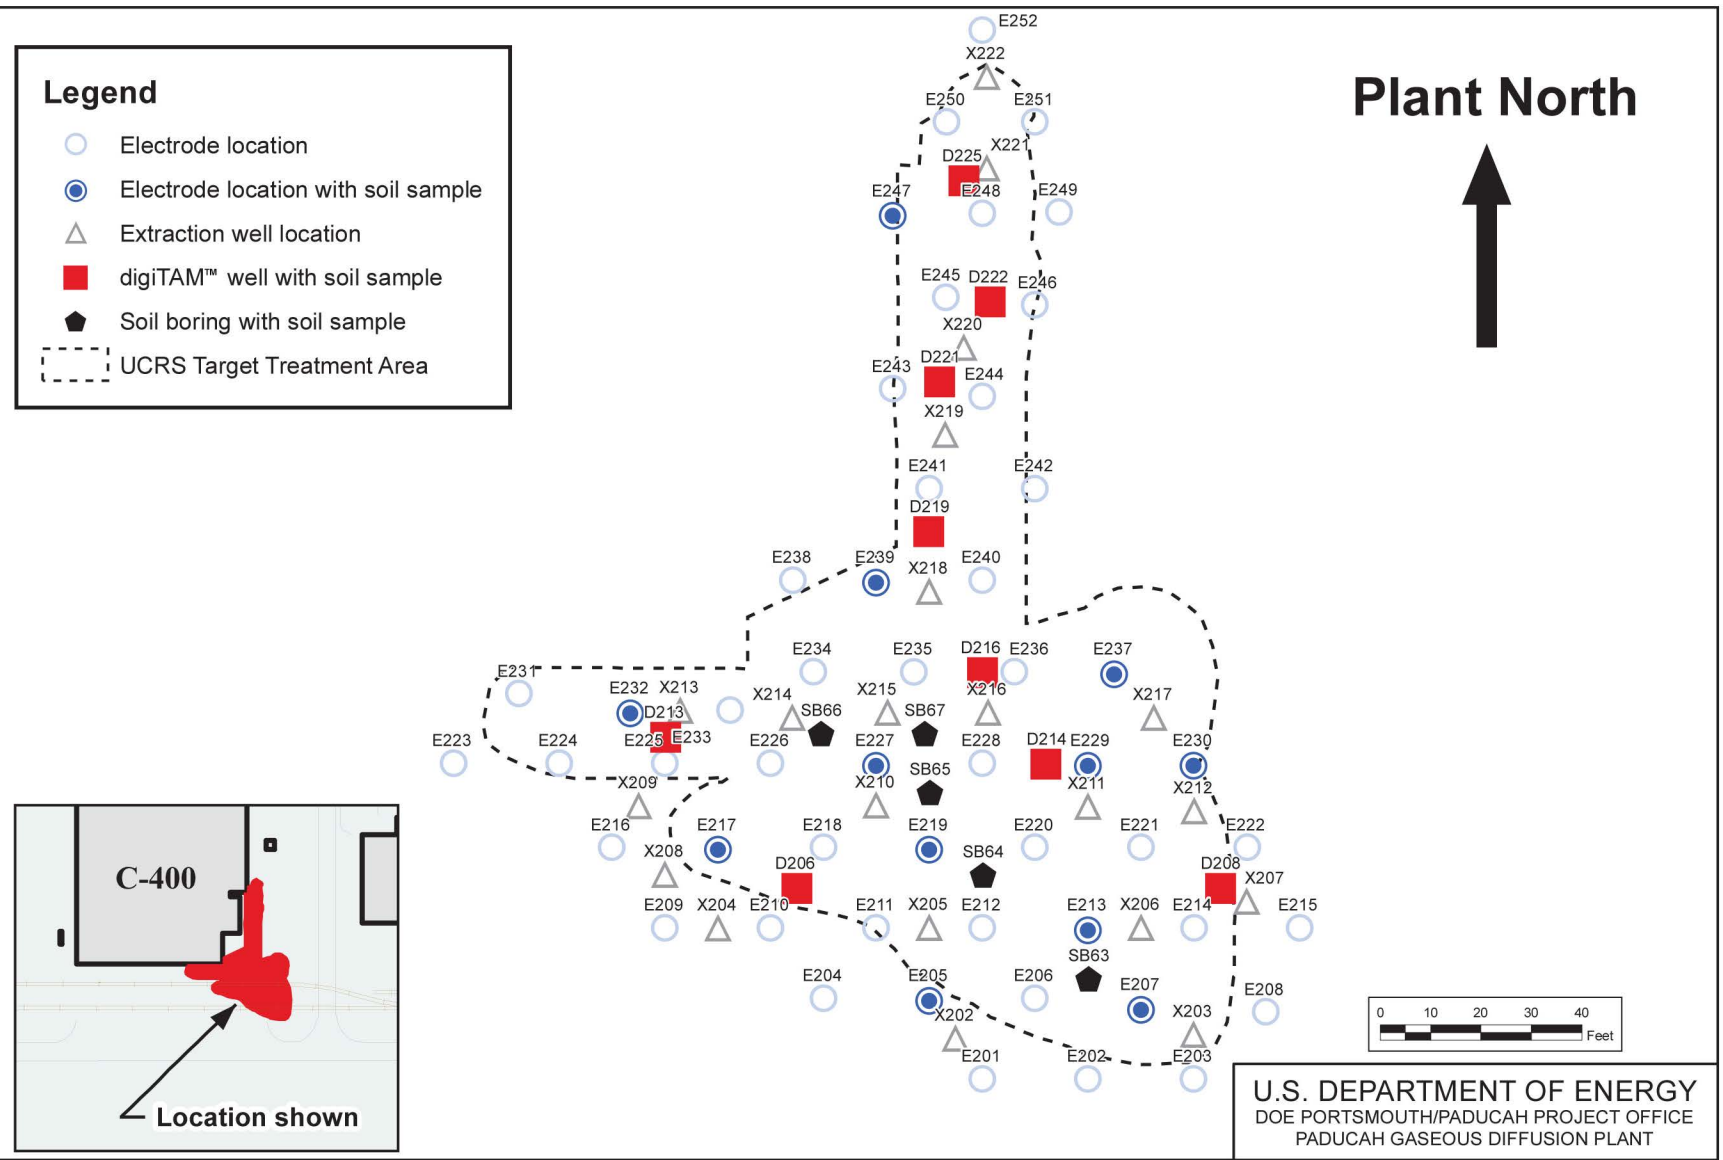 E252
X222
Plant North
Legend
Electrode location
Electrode location with soil sample
Extraction well location
digiTAM™ well with soil sample
Soil boring with soil sample
UCRS Target Treatment Area
E250 E251
X221
D225
E247 E248 E249
E245 D222 E246
X220
D221
E243 E244
X219
E241 E242
D219
E238 E239 E240
X218
E234 E235 D216 E236 E237
E231
E232 X213 X214 X215 X216 X217
D213 SB66 SB67
E223 E224 E225 E233 E226 E227 E228 D214 E229 E230
SB65
X209 X210 X211 X212
E216 E217 E218 E219 E220 E221 E222
X208 D206 SB64 D208 X207
E209 X204 E210 E211 X205 E212 E213 X206 E214 E215
SB63
E204 E205 E206 E207 E208
X202 X203
E201 E202 E203
C-400
Location shown
0 10 20 30 40
Feet
U.S. DEPARTMENT OF ENERGY
DOE PORTSMOUTH/PADUCAH PROJECT OFFICE
PADUCAH GASEOUS DIFFUSION PLANT